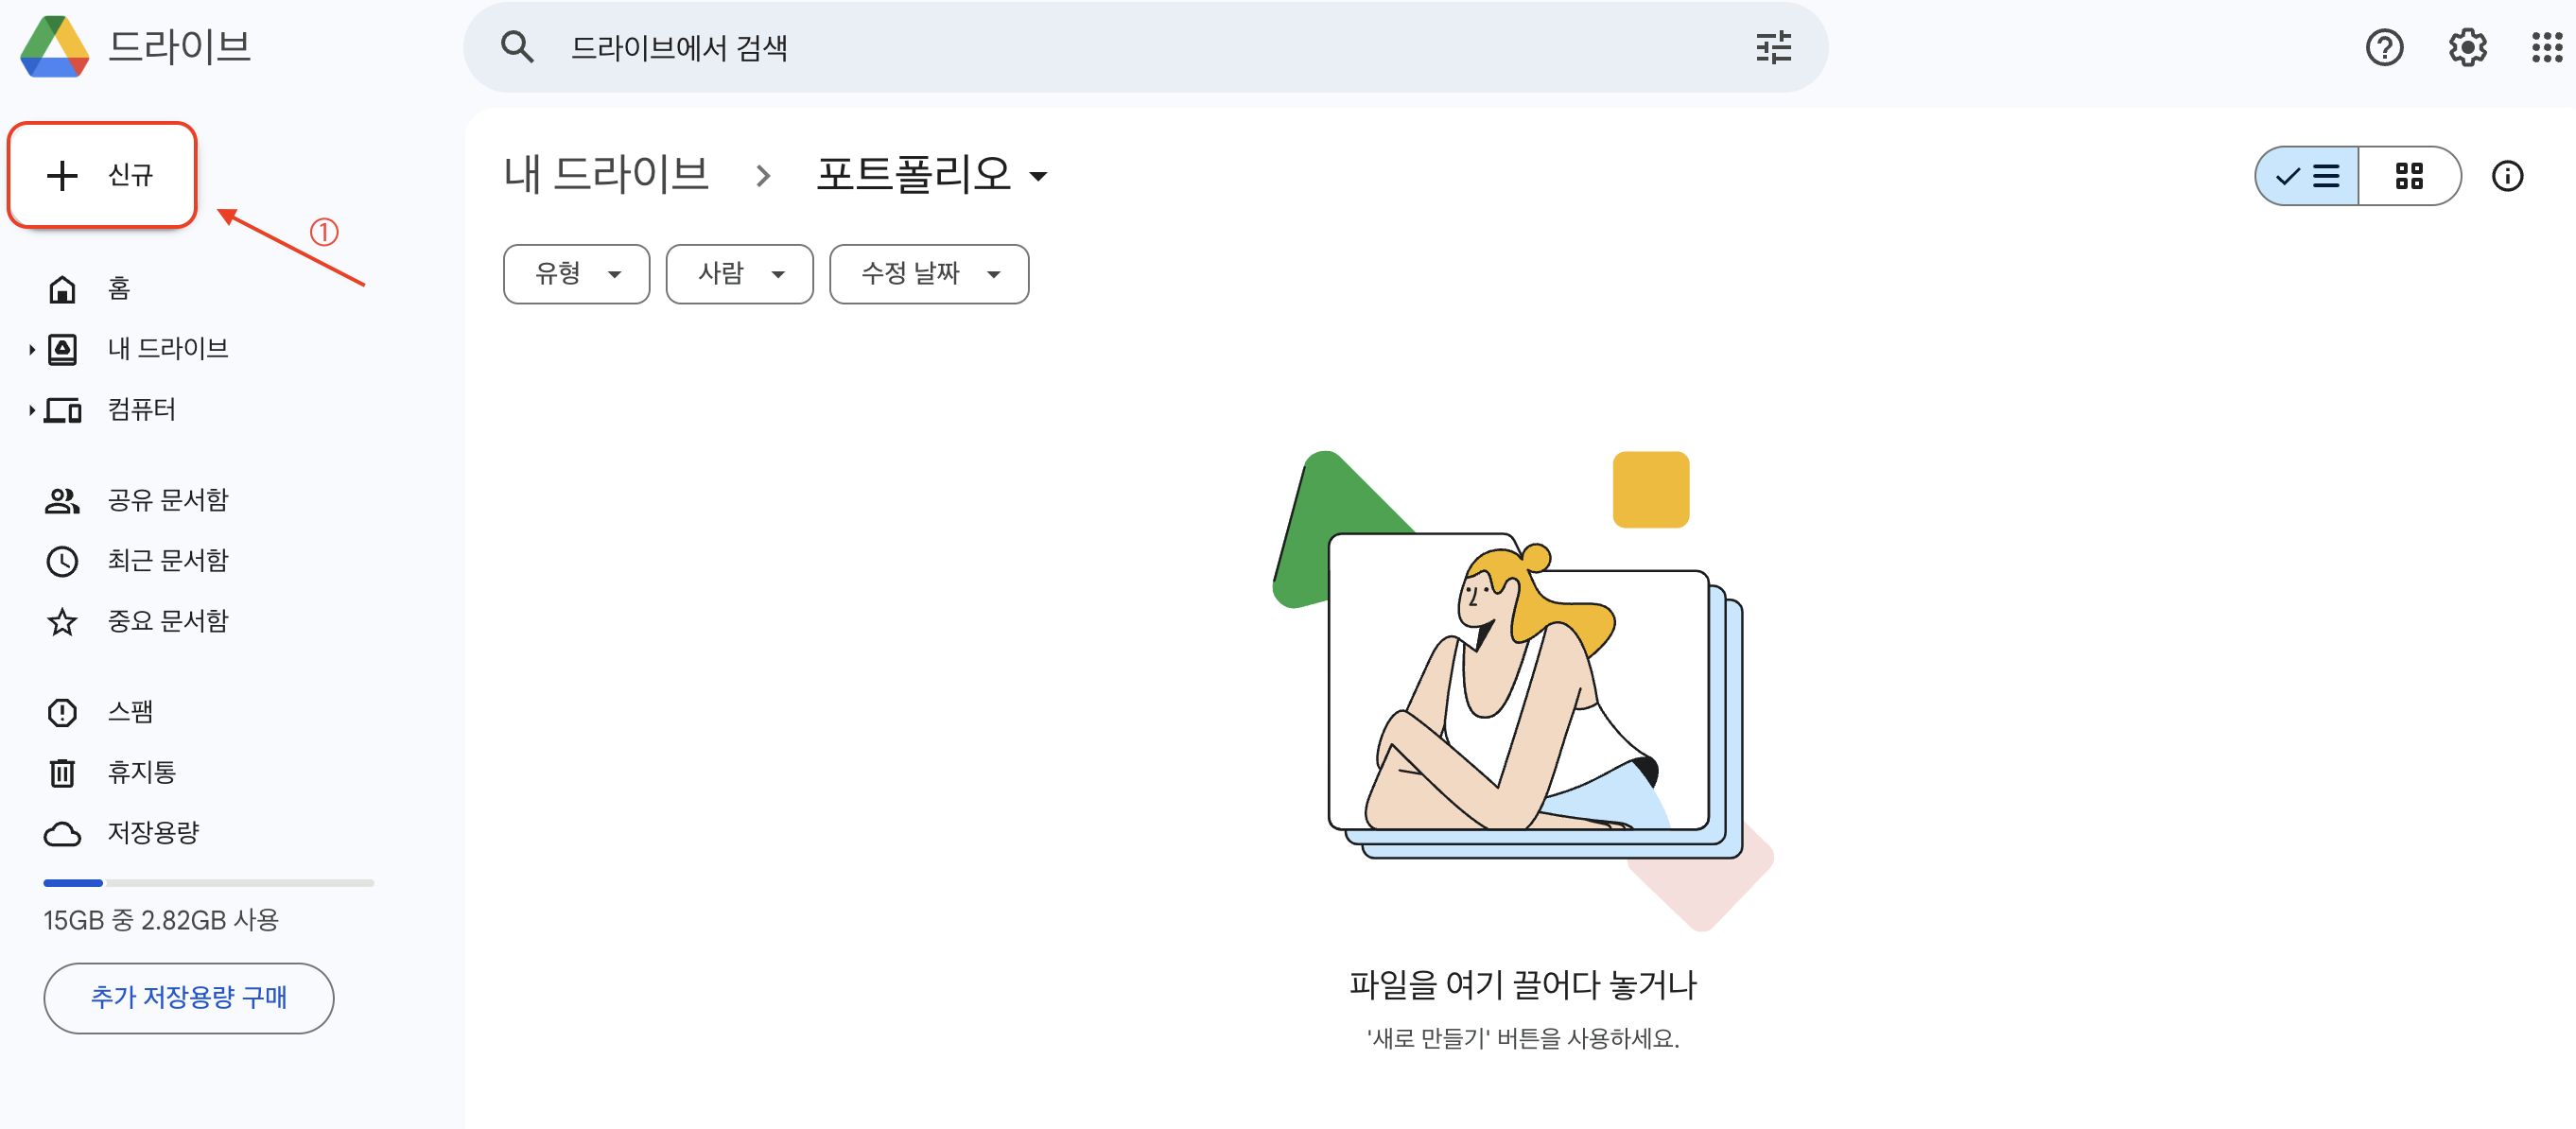 드라이브
드라이브에서 검색
신규
①
내 드라이브 > 포트폴리오
유형
사람
수정 날짜
홈
내 드라이브
컴퓨터
공유 문서함
최근 문서함
중요 문서함
스팸
휴지통
저장용량
15GB 중 2.82GB 사용
추가 저장용량 구매
파일을 여기 끌어다 놓거나
'새로 만들기' 버튼을 사용하세요.